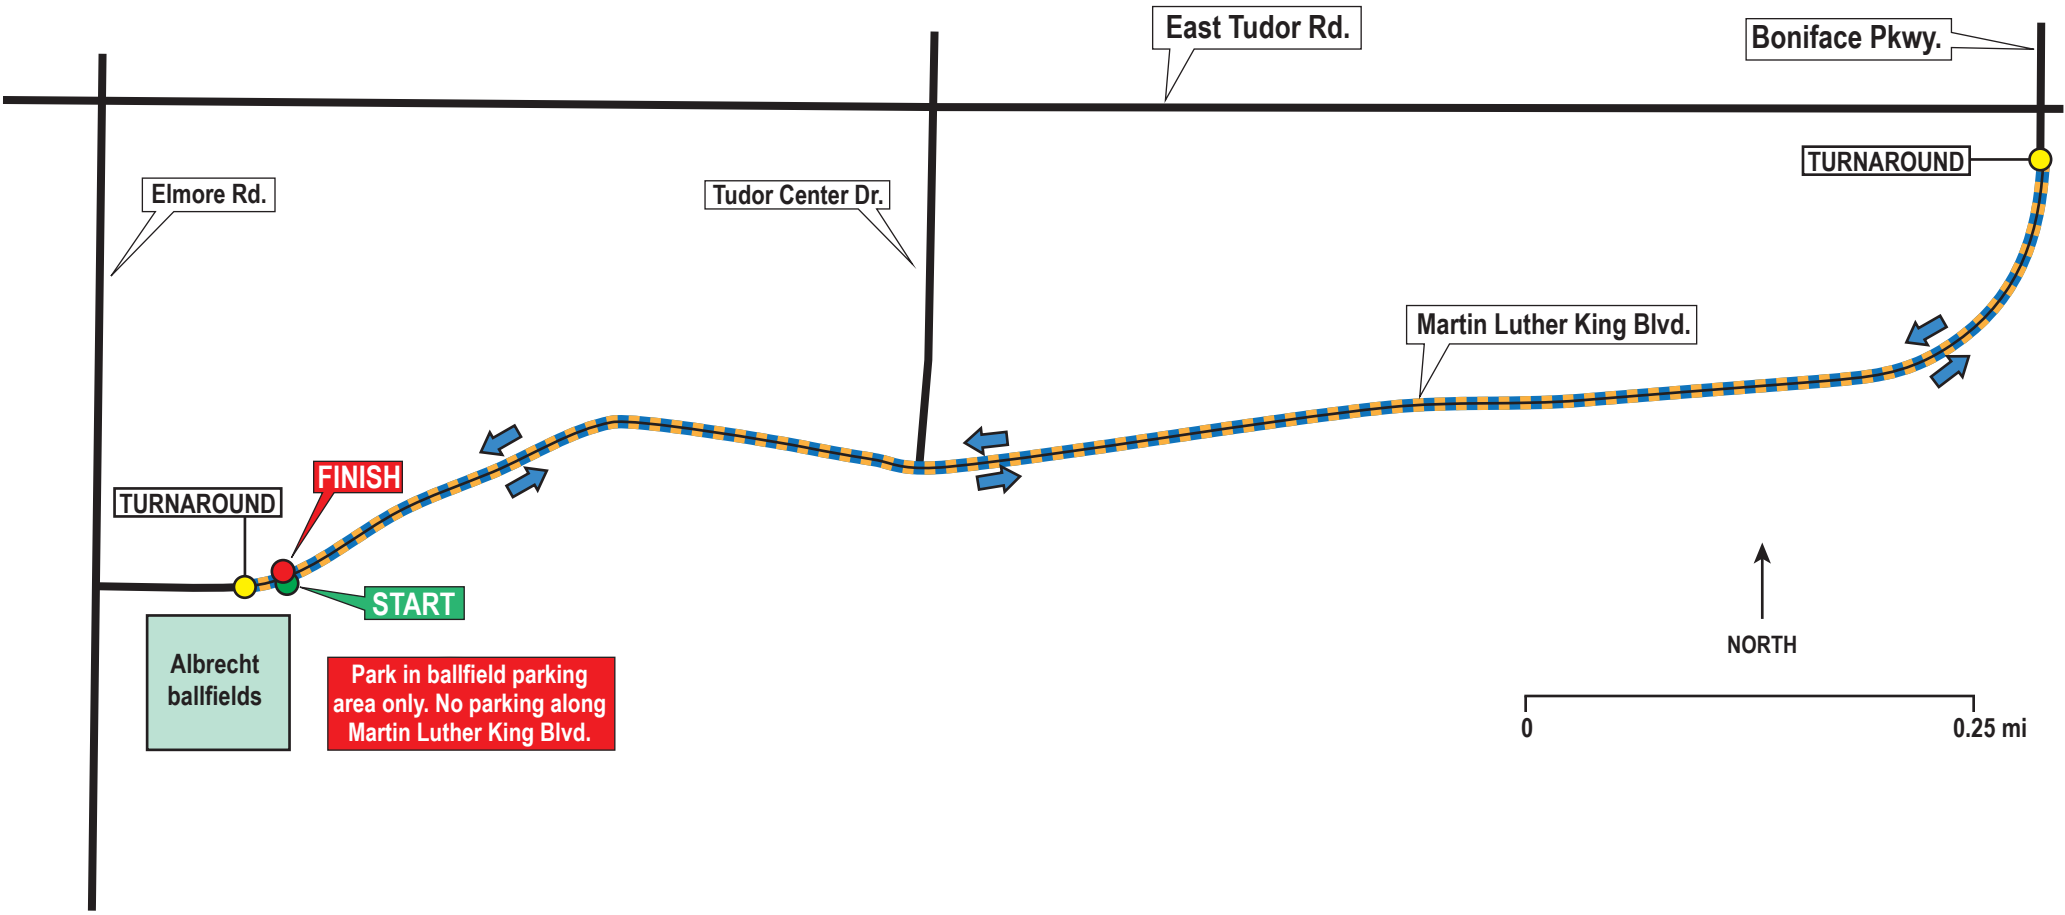 East Tudor Rd.
Boniface Pkwy.
TURNAROUND
Elmore Rd.
Tudor Center Dr.
Martin Luther King Blvd.
FINISH
TURNAROUND
START
Albrecht
ballfields
Park in ballfield parking
area only. No parking along
Martin Luther King Blvd.
NORTH
0
0.25 mi